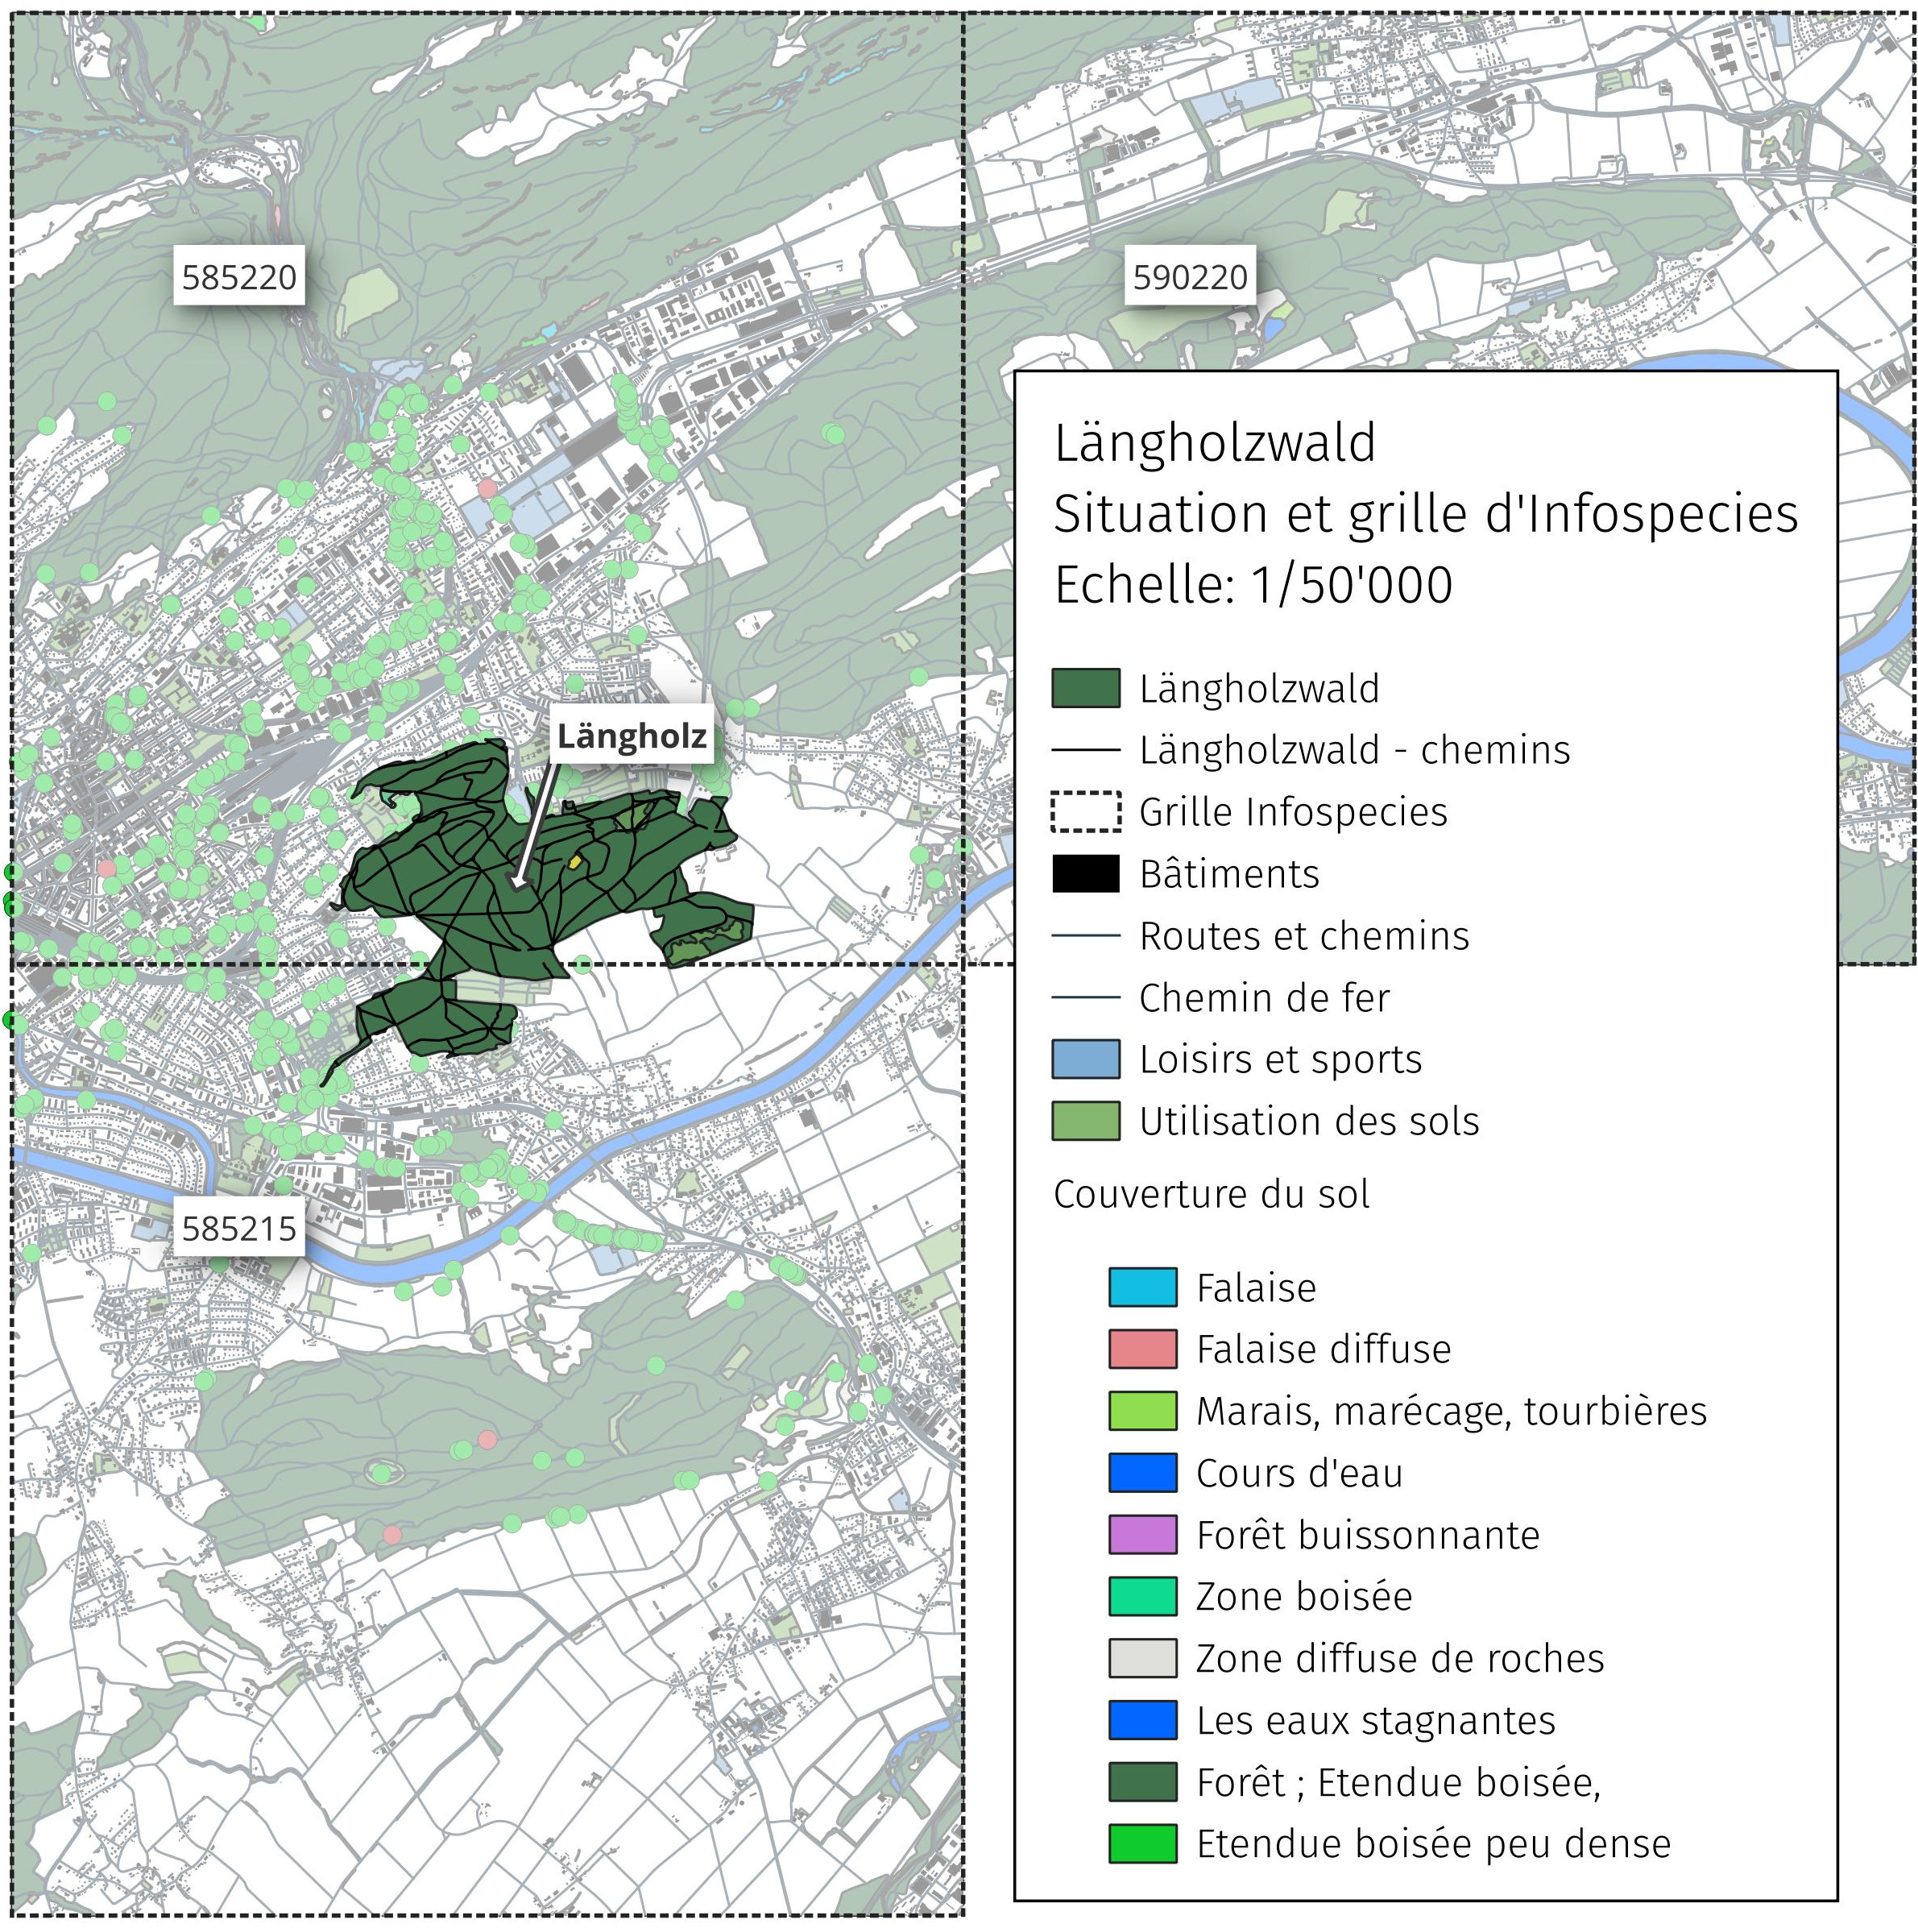 585220
590220
Längholz
585215
Längholzwald
Situation et grille d'Infospecies
Echelle: 1/50'000
Längholzwald
Längholzwald - chemins
Grille Infospecies
Bâtiments
Routes et chemins
Chemin de fer
Loisirs et sports
Utilisation des sols
Couverture du sol
Falaise
Falaise diffuse
Marais, marécage, tourbières
Cours d'eau
Forêt buissonnante
Zone boisée
Zone diffuse de roches
Les eaux stagnantes
Forêt ; Etendue boisée,
Etendue boisée peu dense